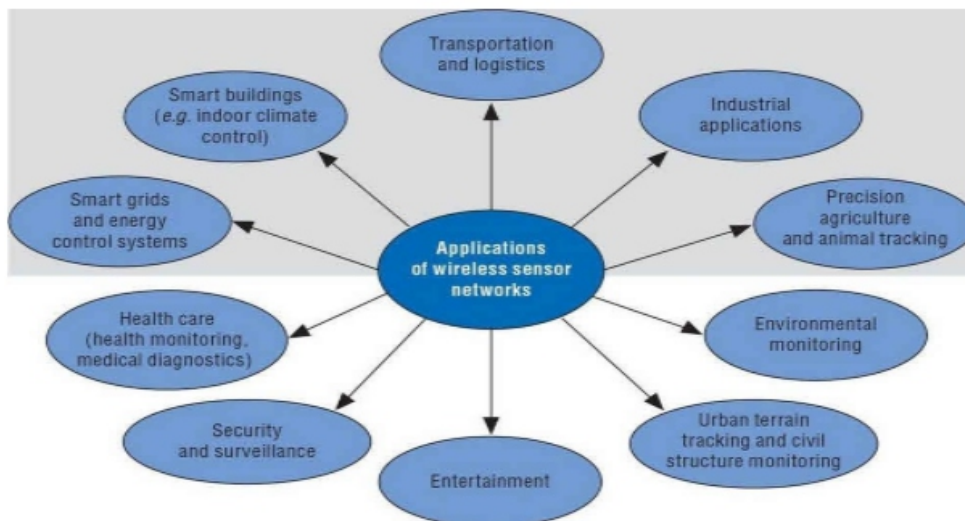 Transportation
and logistics
Smart buildings
(e.g. indoor climate
control)
Industrial
applications
Smart grids
and energy
control systems
Precision
agriculture
and animal tracking
Applications
of wireless sensor
networks
Health care
(health monitoring,
medical diagnostics)
Environmental
monitoring
Security
and surveillance
Urban terrain
tracking and civil
structure monitoring
Entertainment